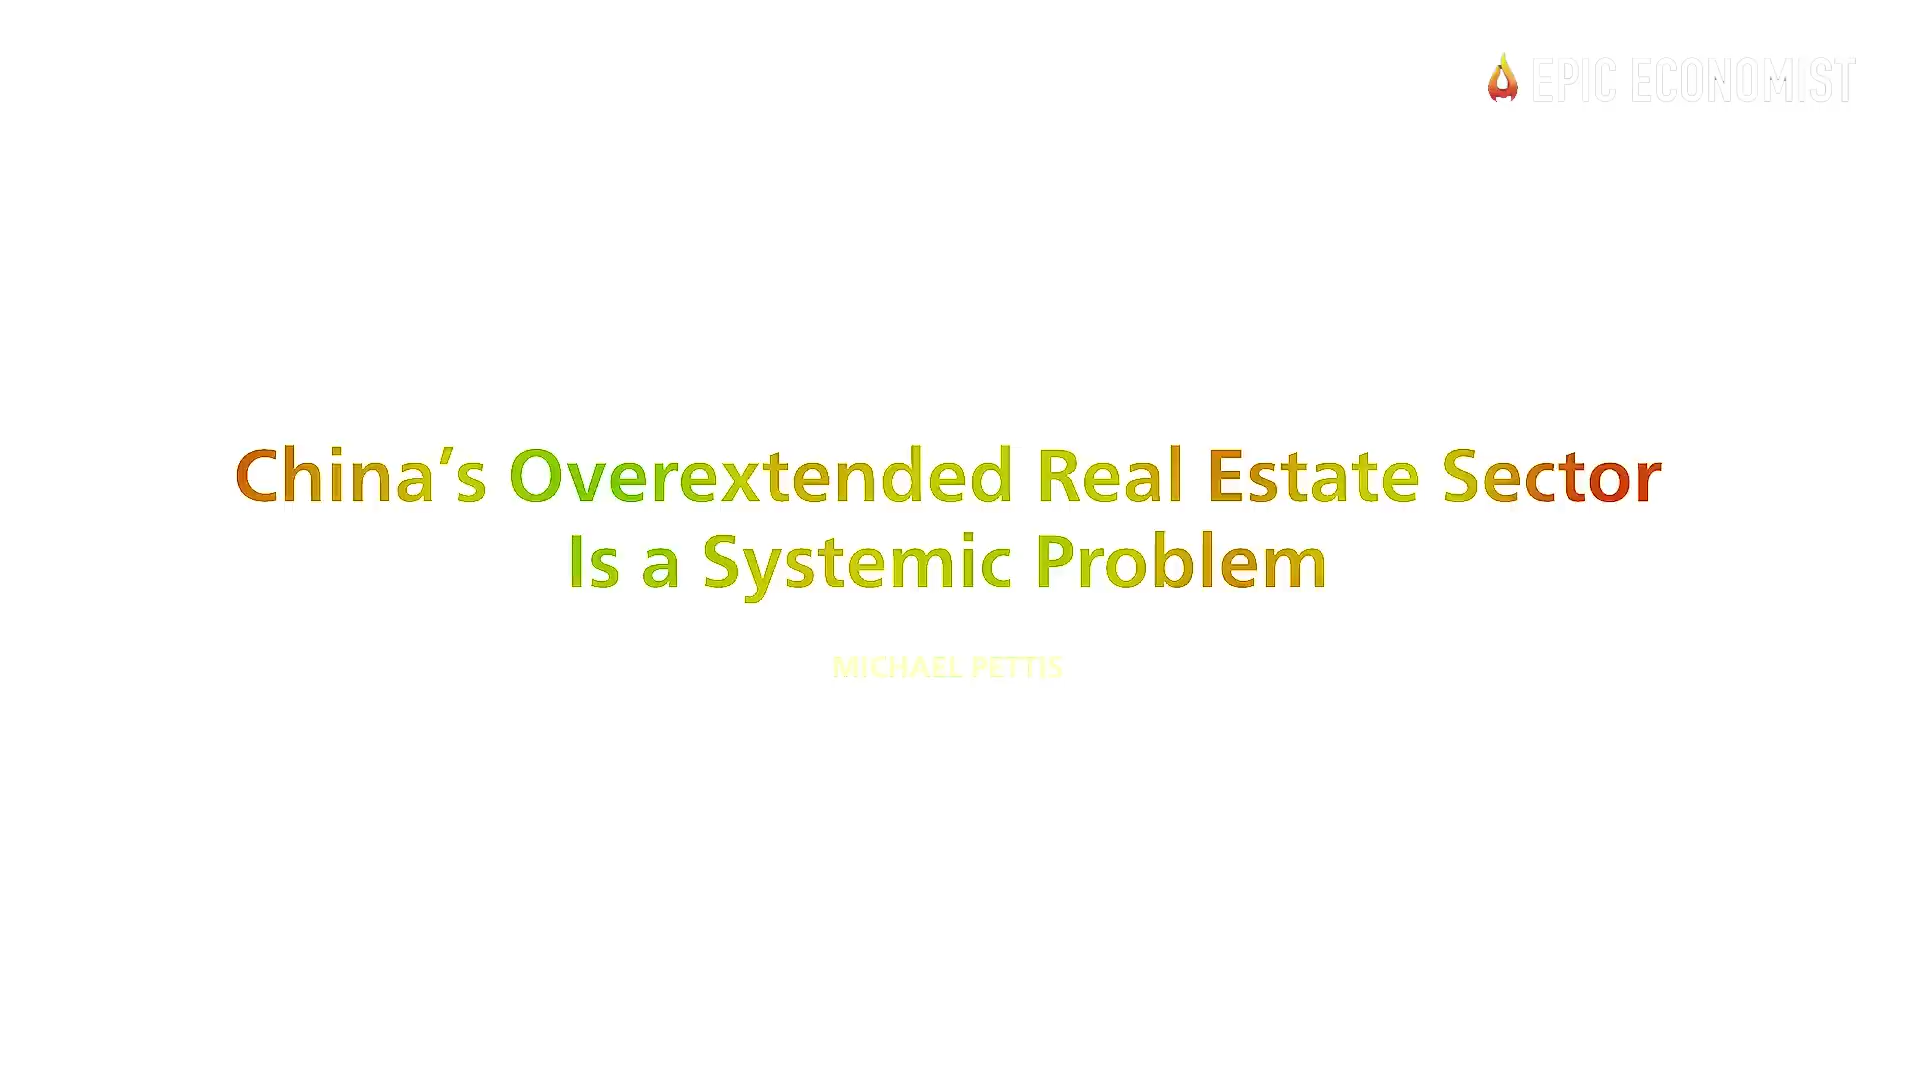 EPIC ECONOMIST
China’s Overextended Real Estate Sector
Is a Systemic Problem
MICHAEL PETTIS